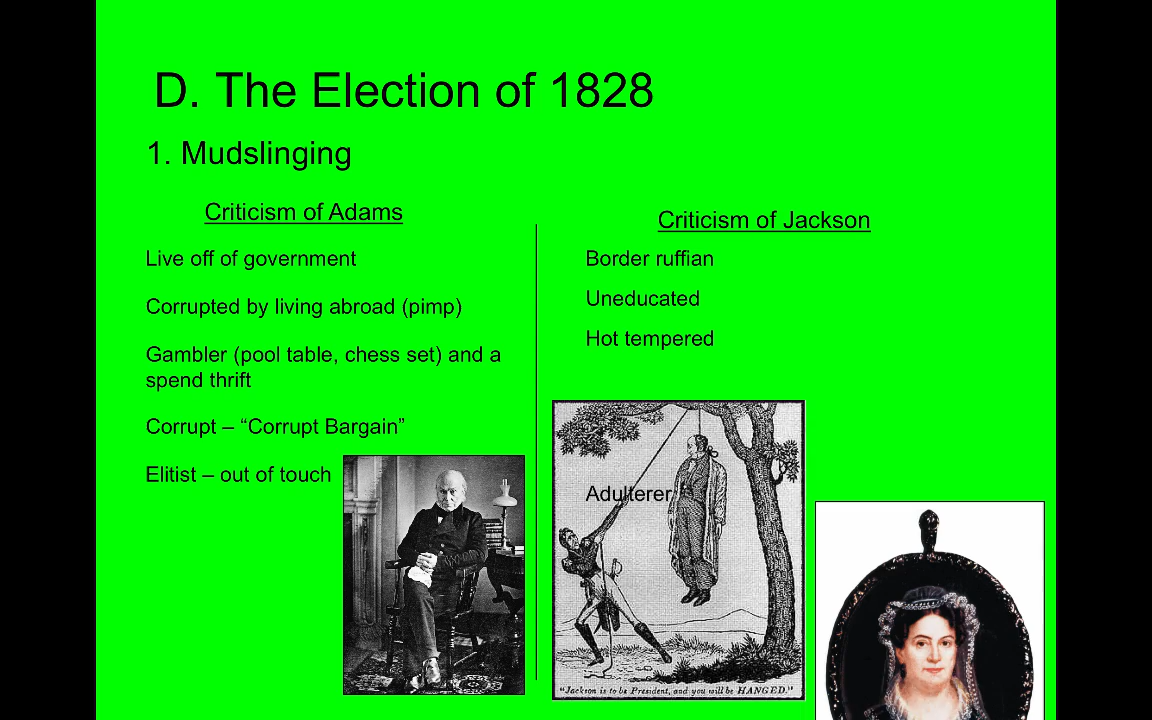 D. The Election of 1828
1. Mudslinging
Criticism of Adams
Live off of government
Corrupted by living abroad (pimp)
Gambler (pool table, chess set) and a
spend thrift
Corrupt – “Corrupt Bargain”
Elitist – out of touch
Criticism of Jackson
Border ruffian
Uneducated
Hot tempered
Adulterer
"Jackson is to be President, and you will be HANGED."